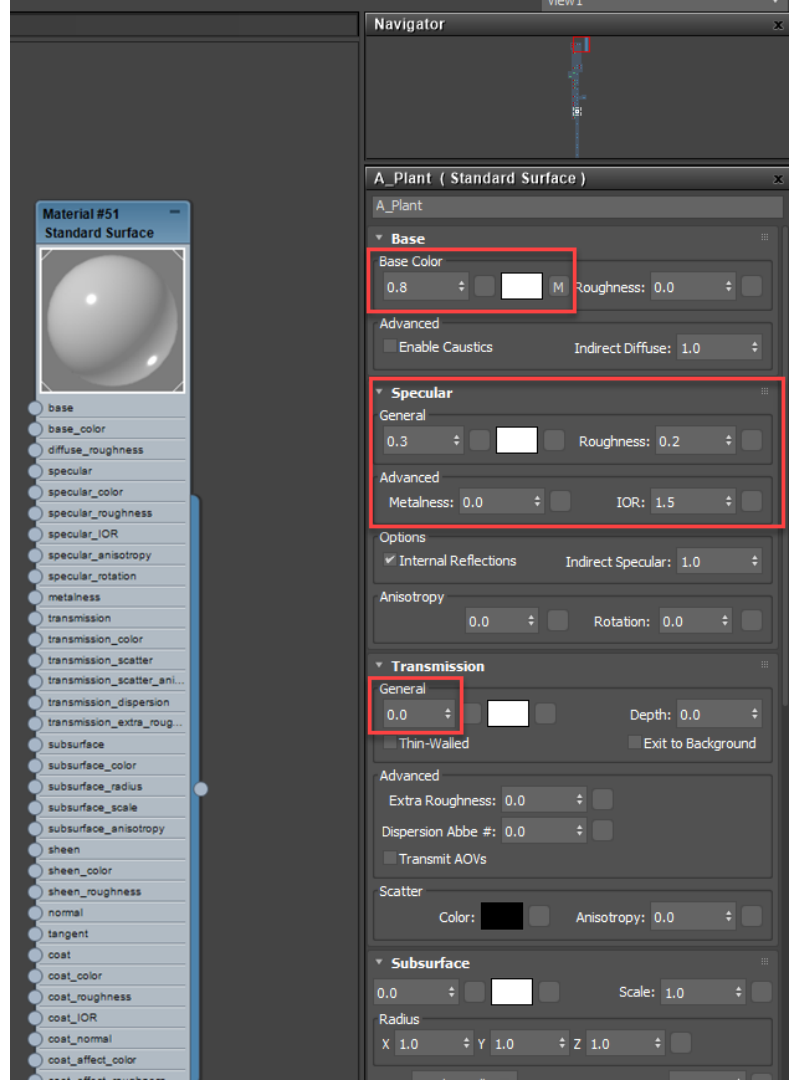 View1
Navigator
x
A_Plant ( Standard Surface )
x
A_Plant
Base
Base Color
0.8 M Roughness: 0.0
Advanced
Enable Caustics Indirect Diffuse: 1.0
Specular
General
0.3 Roughness: 0.2
Advanced
Metalness: 0.0 IOR: 1.5
Options
Internal Reflections Indirect Specular: 1.0
Anisotropy
0.0 Rotation: 0.0
Transmission
General
0.0 Depth: 0.0
Thin-Walled Exit to Background
Advanced
Extra Roughness: 0.0
Dispersion Abbe #: 0.0
Transmit AOVs
Scatter
Color: Anisotropy: 0.0
Subsurface
0.0 Scale: 1.0
Radius
X 1.0 Y 1.0 Z 1.0
Material #51
Standard Surface
base
base_color
diffuse_roughness
specular
specular_color
specular_roughness
specular_IOR
specular_anisotropy
specular_rotation
metalness
transmission
transmission_color
transmission_scatter
transmission_scatter_ani...
transmission_dispersion
transmission_extra_roug...
subsurface
subsurface_color
subsurface_radius
subsurface_scale
subsurface_anisotropy
sheen
sheen_color
sheen_roughness
normal
tangent
coat
coat_color
coat_roughness
coat_IOR
coat_normal
coat_affect_color